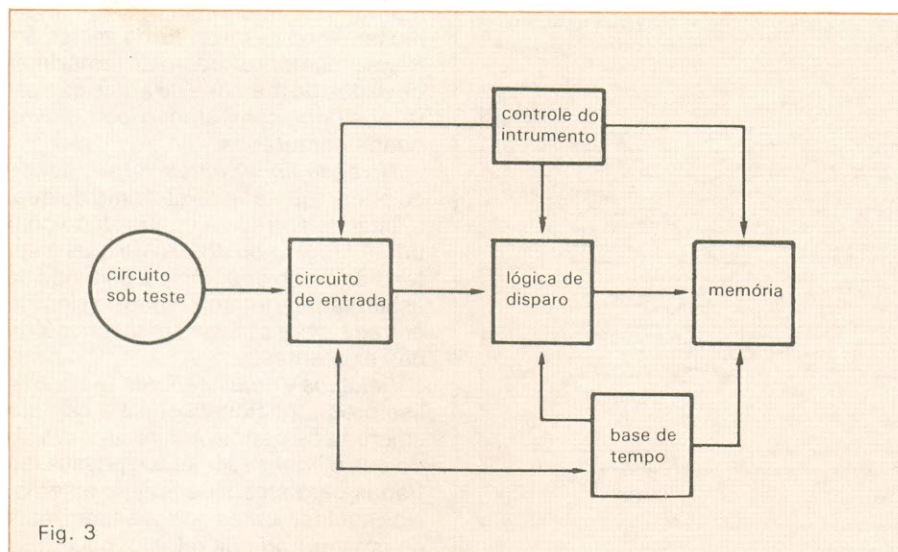 controle do
intrumento
circuito
sob teste
circuito
de entrada
lógica de
disparo
memória
base de
tempo
Fig. 3